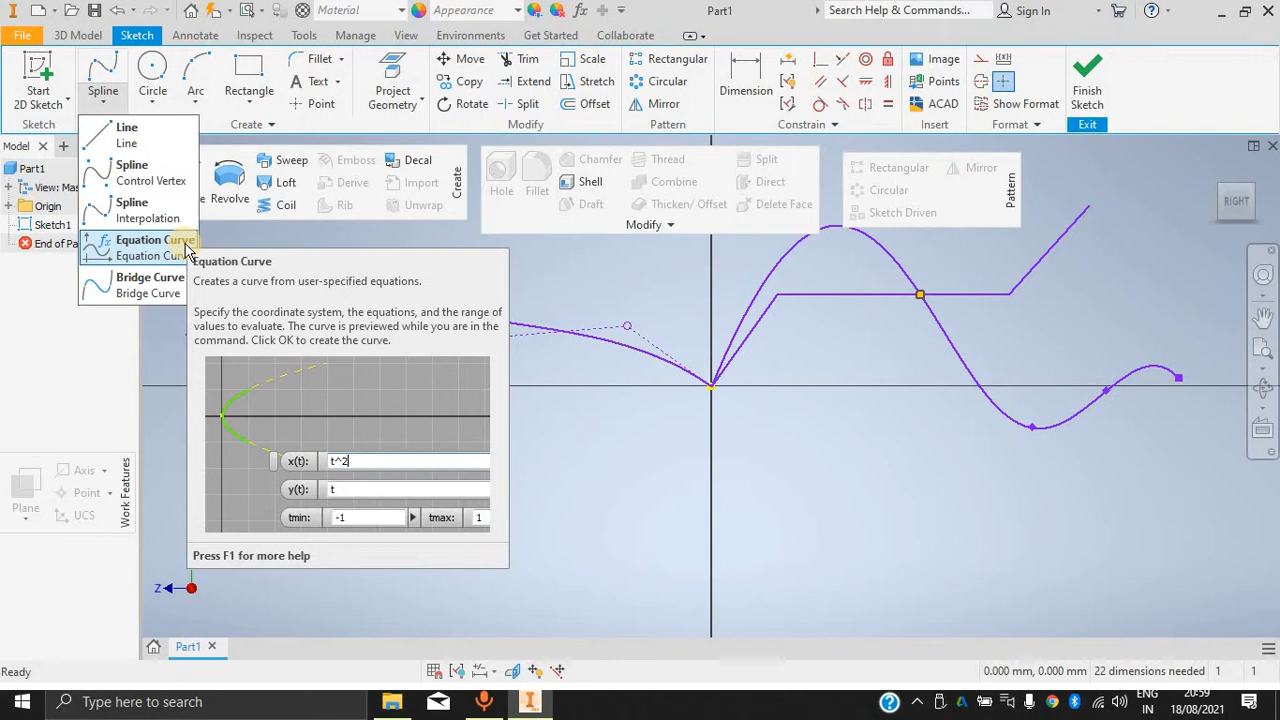 Material
Appearance
Part1
Search Help & Commands...
Sign In
File
3D Model
Sketch
Annotate
Inspect
Tools
Manage
View
Environments
Get Started
Collaborate
Start
2D Sketch
Spline
Circle
Arc
Rectangle
Fillet
Text
Point
Project
Geometry
Move
Copy
Rotate
Trim
Extend
Split
Scale
Stretch
Offset
Rectangular
Circular
Mirror
Dimension
Image
Points
ACAD
Show Format
Finish
Sketch
Sketch
Create
Modify
Pattern
Constrain
Insert
Format
Exit
Model
Part1
View: Mas
Origin
Sketch1
End of Pa
Line
Line
Spline
Control Vertex
Spline
Interpolation
Equation Curve
Equation Curve
Bridge Curve
Bridge Curve
Revolve
Sweep
Loft
Coil
Emboss
Derive
Rib
Decal
Import
Unwrap
Create
Hole
Fillet
Chamfer
Shell
Draft
Thread
Combine
Thicken/ Offset
Split
Direct
Delete Face
Modify
Rectangular
Mirror
Circular
Sketch Driven
Pattern
RIGHT
Equation Curve
Creates a curve from user-specified equations.
Specify the coordinate system, the equations, and the range
of values to evaluate. The curve is previewed while you are in the
command. Click OK to create the curve.
x(t): t^2
y(t): t
tmin: -1 tmax: 1
Press F1 for more help
Plane
Axis
Point
UCS
Work Features
Z
Part1
Ready
0.000 mm, 0.000 mm 22 dimensions needed 1 1
Type here to search
ENG
IN
20:59
18/08/2021